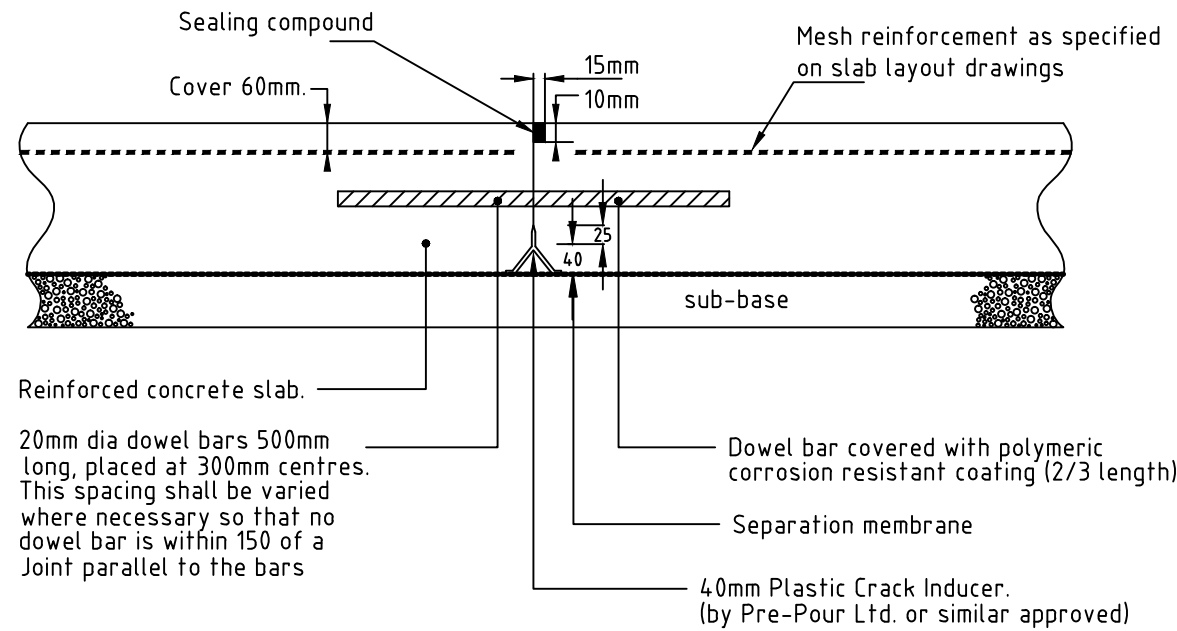 Sealing compound
Mesh reinforcement as specified
on slab layout drawings
15mm
Cover 60mm.
10mm
25
40
sub-base
Reinforced concrete slab.
20mm dia dowel bars 500mm
long, placed at 300mm centres.
This spacing shall be varied
where necessary so that no
dowel bar is within 150 of a
Joint parallel to the bars
Dowel bar covered with polymeric
corrosion resistant coating (2/3 length)
Separation membrane
40mm Plastic Crack Inducer.
(by Pre-Pour Ltd. or similar approved)